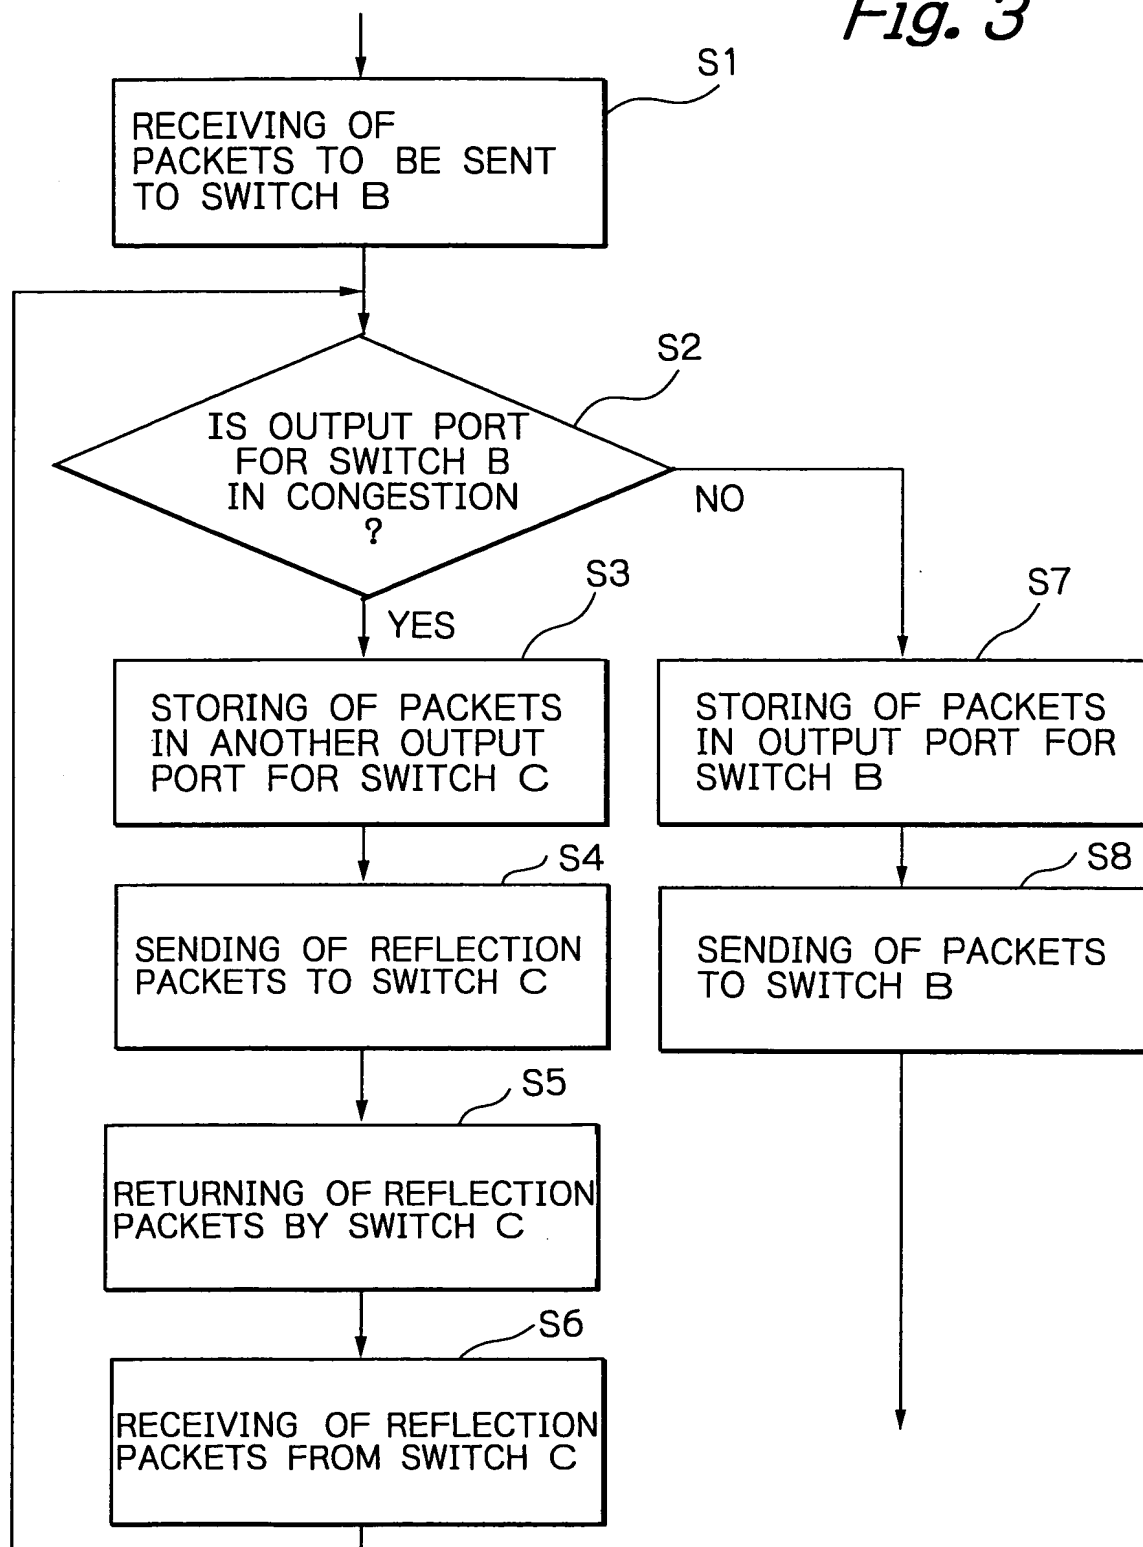 Fig. 3
S1
RECEIVING OF
PACKETS TO BE SENT
TO SWITCH B
S2
IS OUTPUT PORT
FOR SWITCH B
IN CONGESTION
?
NO
YES
S3
STORING OF PACKETS
IN ANOTHER OUTPUT
PORT FOR SWITCH C
S7
STORING OF PACKETS
IN OUTPUT PORT FOR
SWITCH B
S4
SENDING OF REFLECTION
PACKETS TO SWITCH C
S8
SENDING OF PACKETS
TO SWITCH B
S5
RETURNING OF REFLECTION
PACKETS BY SWITCH C
S6
RECEIVING OF REFLECTION
PACKETS FROM SWITCH C